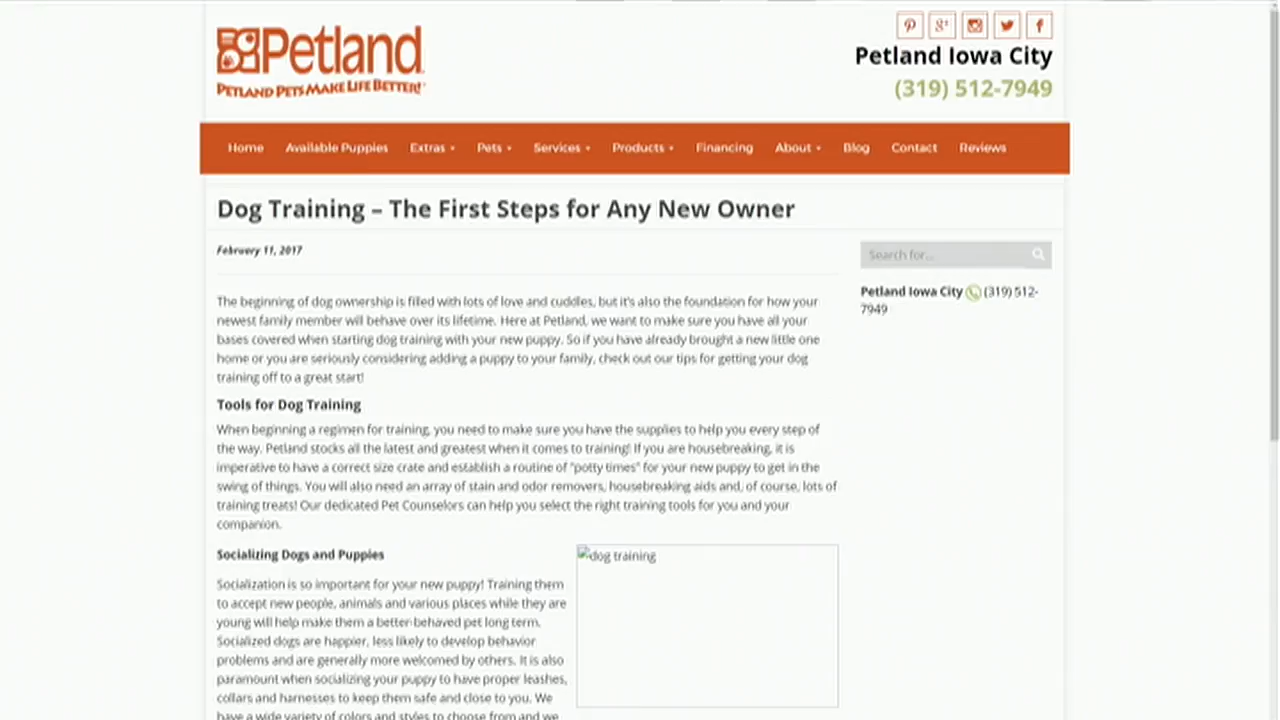 Petland
PETLAND PETS MAKE LIFE BETTER!
Petland Iowa City
(319) 512-7949
Home Available Puppies Extras Pets Services Products Financing About Blog Contact Reviews
Dog Training – The First Steps for Any New Owner
February 11, 2017
Search for...
Petland Iowa City (319) 512-
7949
The beginning of dog ownership is filled with lots of love and cuddles, but it's also the foundation for how your
newest family member will behave over its lifetime. Here at Petland, we want to make sure you have all your
bases covered when starting dog training with your new puppy. So if you have already brought a new little one
home or you are seriously considering adding a puppy to your family, check out our tips for getting your dog
training off to a great start!
Tools for Dog Training
When beginning a regimen for training, you need to make sure you have the supplies to help you every step of
the way. Petland stocks all the latest and greatest when it comes to training! If you are housebreaking, it is
imperative to have a correct size crate and establish a routine of "potty times" for your new puppy to get in the
swing of things. You will also need an array of stain and odor removers, housebreaking aids and, of course, lots of
training treats! Our dedicated Pet Counselors can help you select the right training tools for you and your
companion.
Socializing Dogs and Puppies
dog training
Socialization is so important for your new puppy! Training them
to accept new people, animals and various places while they are
young will help make them a better-behaved pet long term.
Socialized dogs are happier, less likely to develop behavior
problems and are generally more welcomed by others. It is also
paramount when socializing your puppy to have proper leashes,
collars and harnesses to keep them safe and close to you. We
have a wide variety of colors and styles to choose from and we